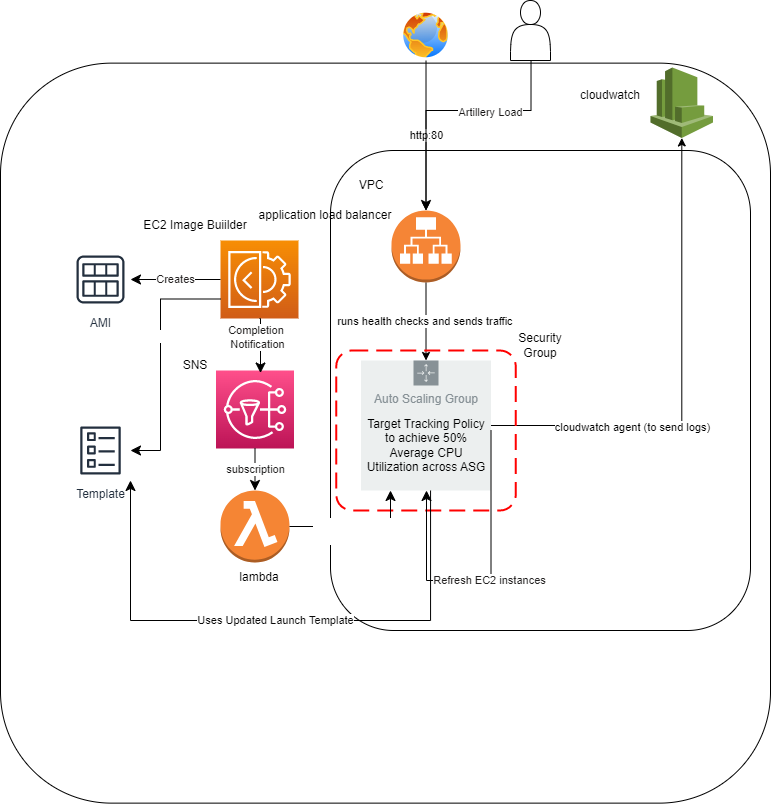 cloudwatch
Artillery Load
http:80
VPC
application load balancer
EC2 Image Buiilder
Creates
AMI
runs health checks and sends traffic
Completion
Notification
Security
Group
SNS
Auto Scaling Group
Target Tracking Policy
to achieve 50%
Average CPU
Utilization across ASG
cloudwatch agent (to send logs)
subscription
Template
lambda
Refresh EC2 instances
Uses Updated Launch Template